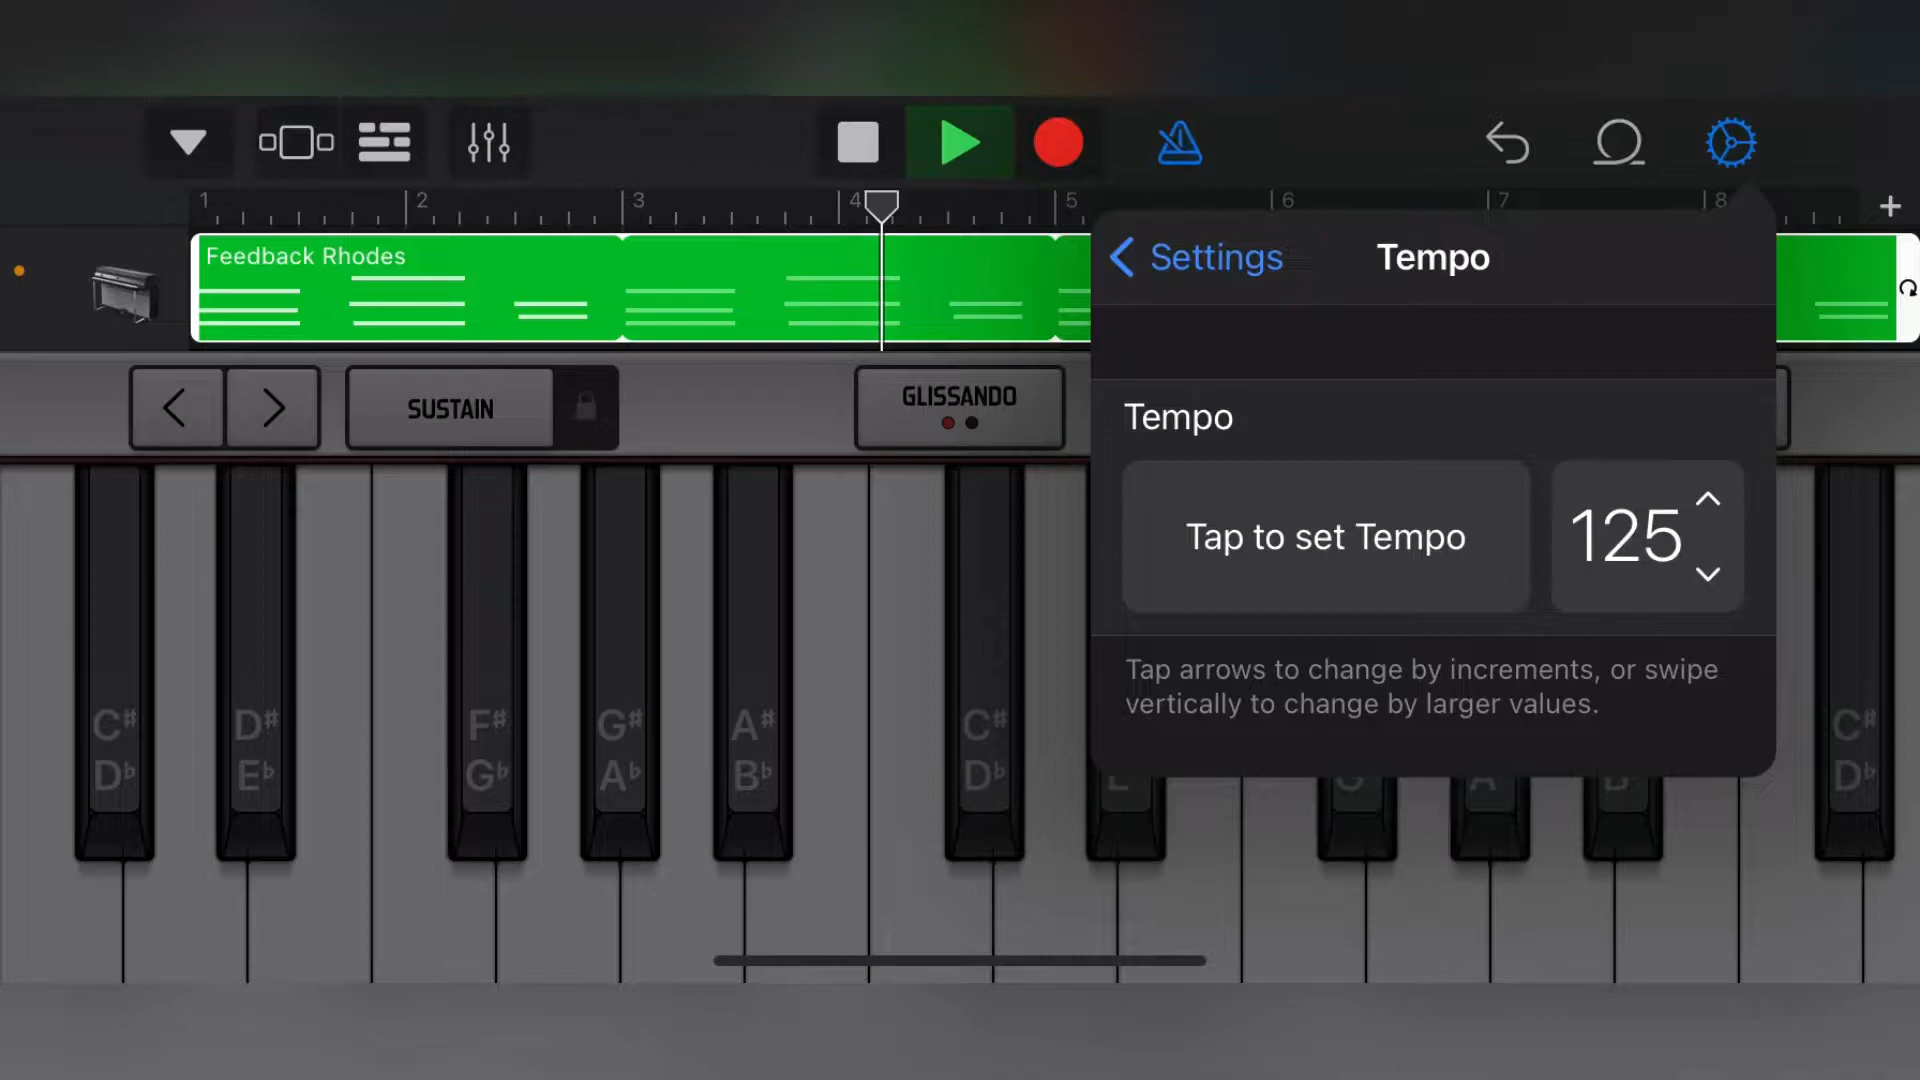 1 2 3 4 5 6 7 8
Feedback Rhodes
Settings
Tempo
SUSTAIN
GLISSANDO
Tempo
Tap to set Tempo
125
Tap arrows to change by increments, or swipe
vertically to change by larger values.
C♯ D♯ F♯ G♯ A♯ C♯ C♯
D♭ E♭ G♭ A♭ B♭ D♭ D♭